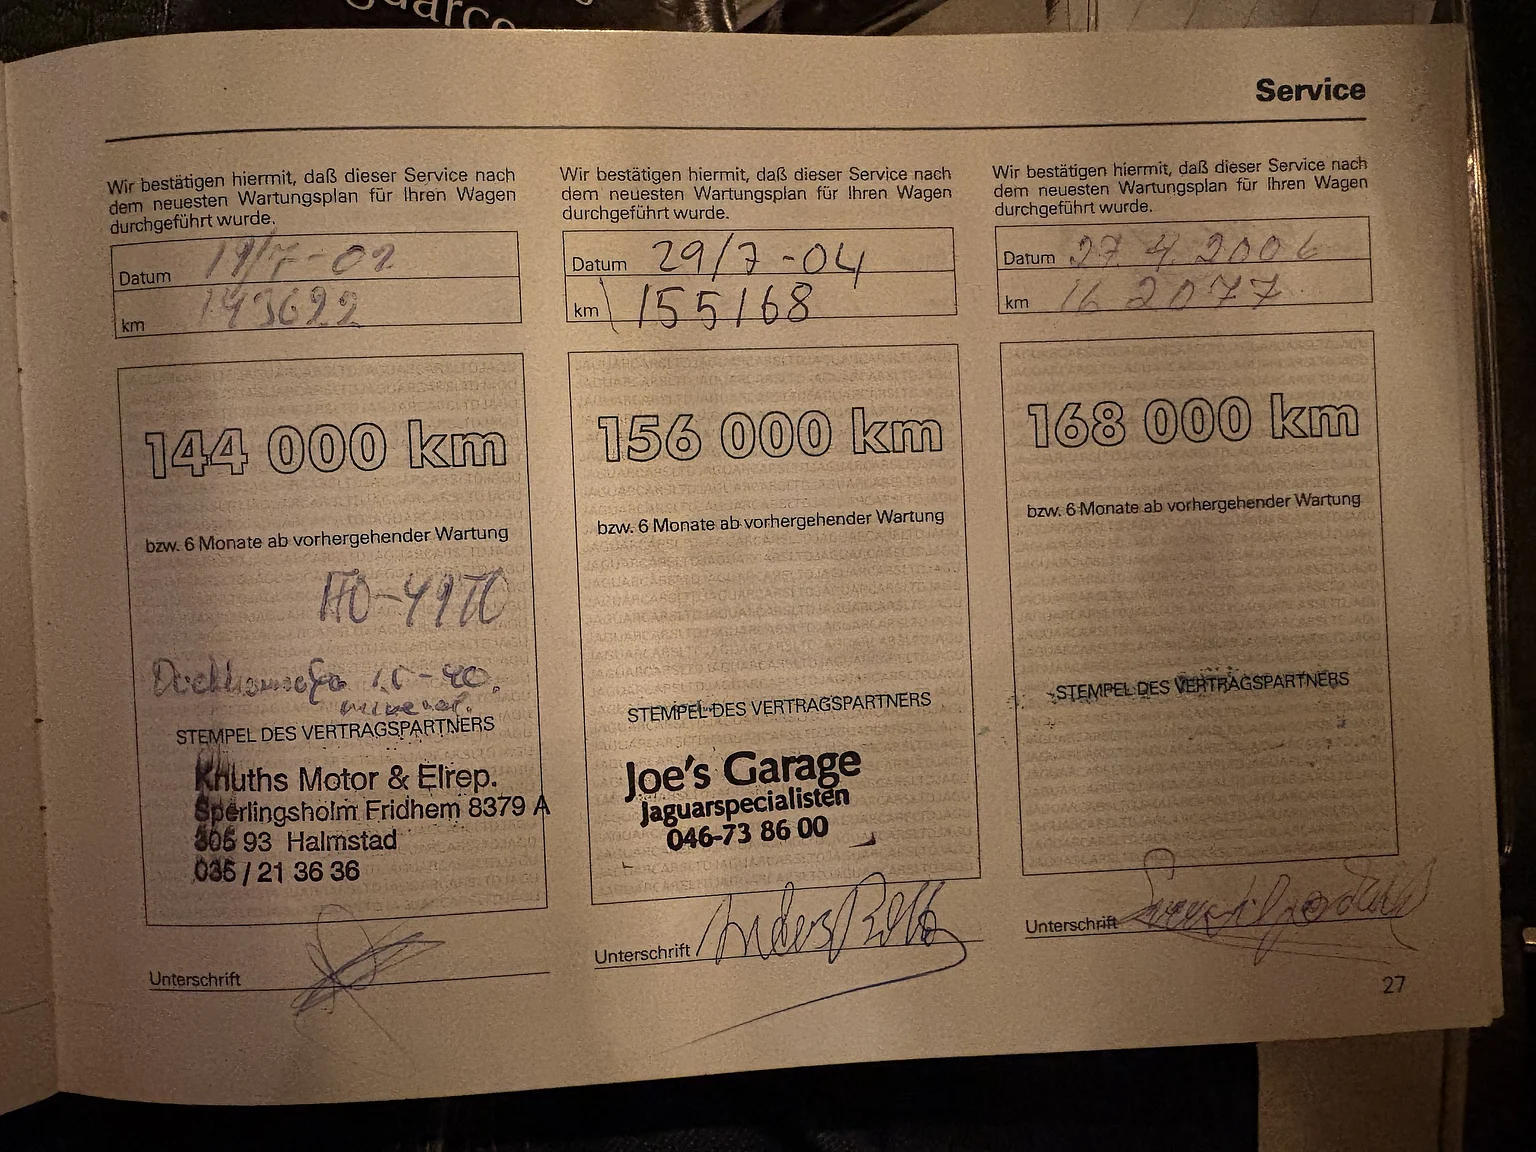 Service
Wir bestätigen hiermit, daß dieser Service nach
dem neuesten Wartungsplan für Ihren Wagen
durchgeführt wurde.
Datum 19/7-02
km 143622
144 000 km
bzw. 6 Monate ab vorhergehender Wartung
STEMPEL DES VERTRAGSPARTNERS
Knuths Motor & Elrep.
Sperlingsholm Fridhem 8379 A
305 93 Halmstad
035 / 21 36 36
Unterschrift
Wir bestätigen hiermit, daß dieser Service nach
dem neuesten Wartungsplan für Ihren Wagen
durchgeführt wurde.
Datum 29/7-04
km 155168
156 000 km
bzw. 6 Monate ab vorhergehender Wartung
STEMPEL DES VERTRAGSPARTNERS
Joe's Garage
Jaguarspecialisten
046-73 86 00
Unterschrift
Wir bestätigen hiermit, daß dieser Service nach
dem neuesten Wartungsplan für Ihren Wagen
durchgeführt wurde.
Datum 27 4 2006
km 162077
168 000 km
bzw. 6 Monate ab vorhergehender Wartung
STEMPEL DES VERTRAGSPARTNERS
Unterschrift
27